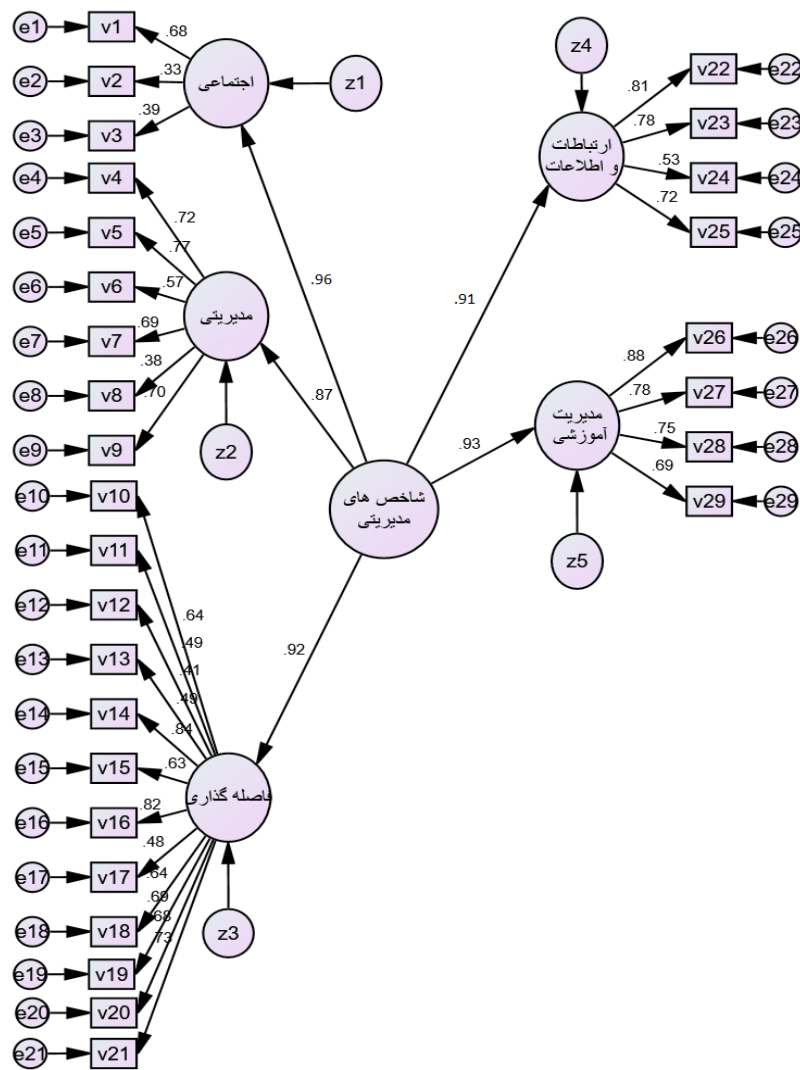 e1
v1
.68
e2
v2
.33
اجتماعی
z1
e3
v3
.39
e4
v4
.72
e5
v5
.77
e6
v6
.57
مدیریتی
e7
v7
.69
e8
v8
.38
e9
v9
.70
z2
.96
.87
شاخص های
مدیریتی
.91
.93
.92
z4
ارتباطات
و اطلاعات
.81
v22
e22
.78
v23
e23
.53
v24
e24
.72
v25
e25
مدیریت
آموزشی
.88
v26
e26
.78
v27
e27
.75
v28
e28
.69
v29
e29
z5
e10
v10
.64
e11
v11
.49
e12
v12
.41
e13
v13
.49
e14
v14
.84
e15
v15
.63
فاصله گذاری
e16
v16
.82
e17
v17
.48
e18
v18
.64
e19
v19
.69
e20
v20
.68
e21
v21
.73
z3